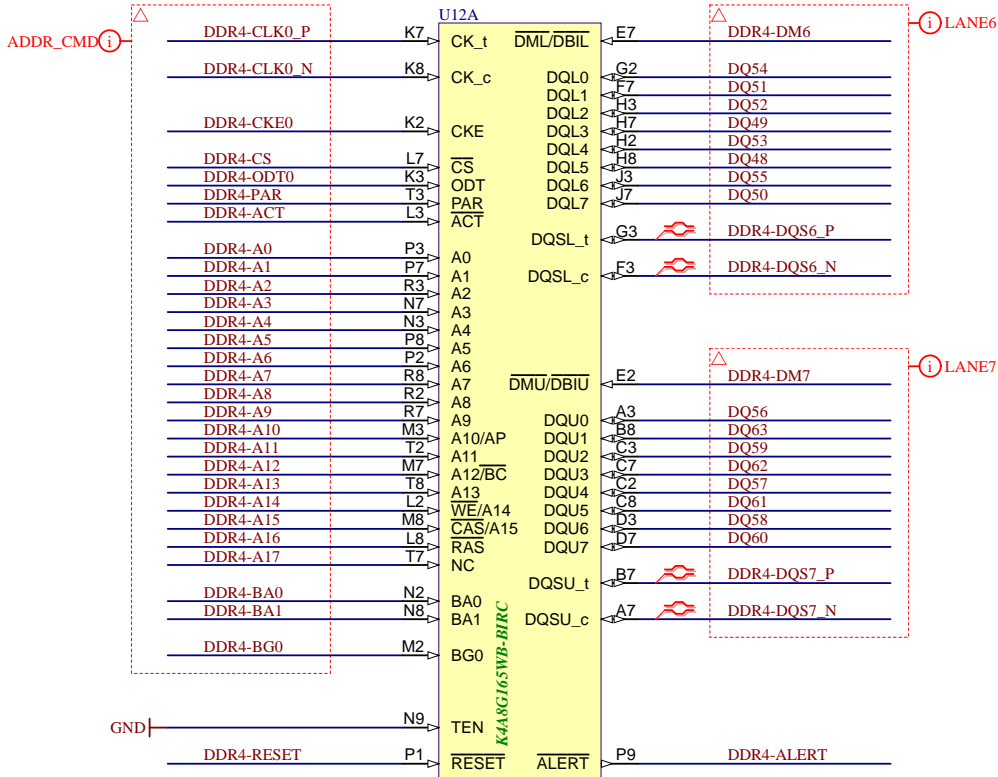 U12A
ADDR_CMD i
i LANE6
DDR4-CLK0_P K7 CK_t DML/DBIL E7 DDR4-DM6
DDR4-CLK0_N K8 CK_c DQL0 G2 DQ54
DQL1 F7 DQ51
DQL2 H3 DQ52
DDR4-CKE0 K2 CKE DQL3 H7 DQ49
DQL4 H2 DQ53
DDR4-CS L7 CS DQL5 H8 DQ48
DDR4-ODT0 K3 ODT DQL6 J3 DQ55
DDR4-PAR T3 PAR DQL7 J7 DQ50
DDR4-ACT L3 ACT
DQSL_t G3 DDR4-DQS6_P
DDR4-A0 P3 A0
DDR4-A1 P7 A1 DQSL_c F3 DDR4-DQS6_N
DDR4-A2 R3 A2
DDR4-A3 N7 A3
DDR4-A4 N3 A4
DDR4-A5 P8 A5
DDR4-A6 P2 A6
i LANE7
DDR4-A7 R8 A7 DMU/DBIU E2 DDR4-DM7
DDR4-A8 R2 A8
DDR4-A9 R7 A9 DQU0 A3 DQ56
DDR4-A10 M3 A10/AP DQU1 B8 DQ63
DDR4-A11 T2 A11 DQU2 C3 DQ59
DDR4-A12 M7 A12/BC DQU3 C7 DQ62
DDR4-A13 T8 A13 DQU4 C2 DQ57
DDR4-A14 L2 WE/A14 DQU5 C8 DQ61
DDR4-A15 M8 CAS/A15 DQU6 D3 DQ58
DDR4-A16 L8 RAS DQU7 D7 DQ60
DDR4-A17 T7 NC
DQSU_t B7 DDR4-DQS7_P
DDR4-BA0 N2 BA0
DDR4-BA1 N8 BA1 DQSU_c A7 DDR4-DQS7_N
DDR4-BG0 M2 BG0
K4A8G165WB-BIRC
GND N9 TEN
DDR4-RESET P1 RESET ALERT P9 DDR4-ALERT